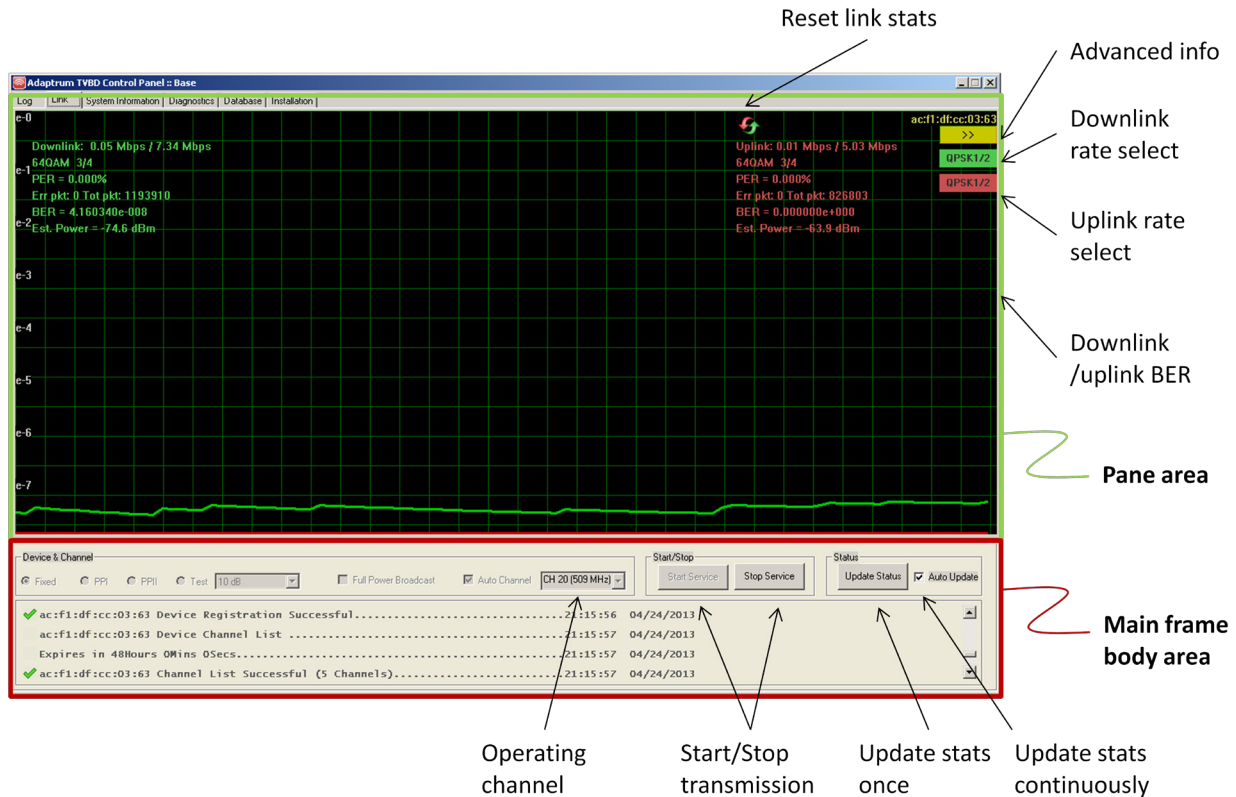 Reset link stats
Advanced info
Adaptrum TVBD Control Panel :: Base
Log | Link | System Information | Diagnostics | Database | Installation |
e-0
ac:f1:df:cc:03:63
>>
Downlink
rate select
Downlink: 0.05 Mbps / 7.34 Mbps
64QAM 3/4
PER = 0.000%
Err pkt: 0 Tot pkt: 1193910
BER = 4.160340e-008
Est. Power = -74.6 dBm
Uplink: 0.01 Mbps / 5.03 Mbps
64QAM 3/4
PER = 0.000%
Err pkt: 0 Tot pkt: 826803
BER = 0.000000e+000
Est. Power = -63.9 dBm
QPSK1/2
QPSK1/2
e-1
e-2
Uplink rate
select
e-3
e-4
Downlink
/uplink BER
e-5
e-6
Pane area
e-7
Device & Channel
Fixed PPI PPII Test 10 dB Full Power Broadcast Auto Channel CH 20 (509 MHz)
Start/Stop
Start Service Stop Service
Status
Update Status Auto Update
ac:f1:df:cc:03:63 Device Registration Successful...........................21:15:56 04/24/2013
ac:f1:df:cc:03:63 Device Channel List ...................................21:15:57 04/24/2013
Expires in 48Hours 0Mins 0Secs..........................................21:15:57 04/24/2013
ac:f1:df:cc:03:63 Channel List Successful (5 Channels)......................21:15:57 04/24/2013
Main frame
body area
Operating
channel
Start/Stop
transmission
Update stats
once
Update stats
continuously